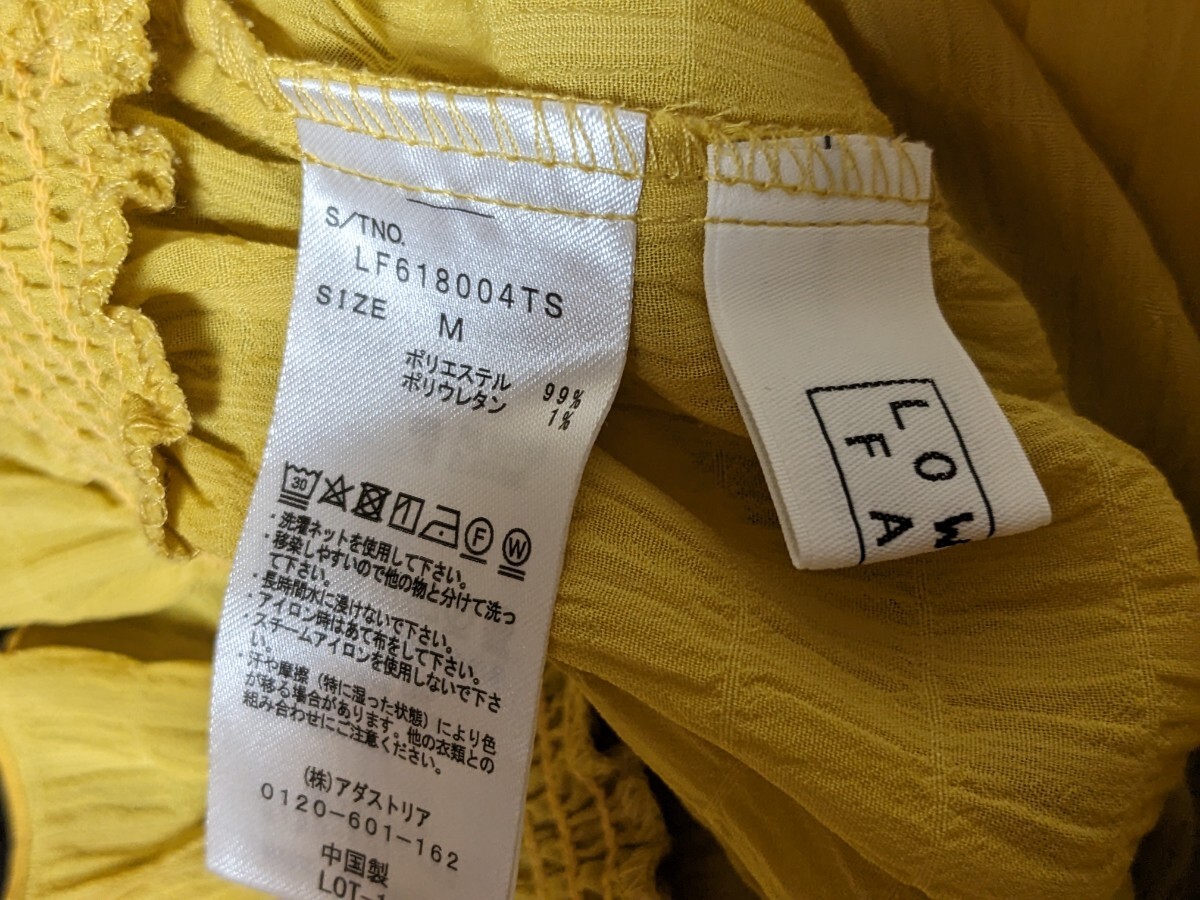 S/TNO.
LF618004TS
SIZE M
ポリエステル 99%
ポリウレタン 1%
30
F W
・洗濯ネットを使用して下さい。
・移染しやすいので他の物と分けて洗っ
て下さい。
・長時間水に浸けないで下さい。
・アイロン時はあて布をして下さい。
・スチームアイロンを使用しないで下さ
い。
・汗や摩擦（特に湿った状態）により色
が移る場合があります。他の衣類との
組み合わせにご注意ください。
(株)アダストリア
0120-601-162
中国製
LOT-1
LOW
FA